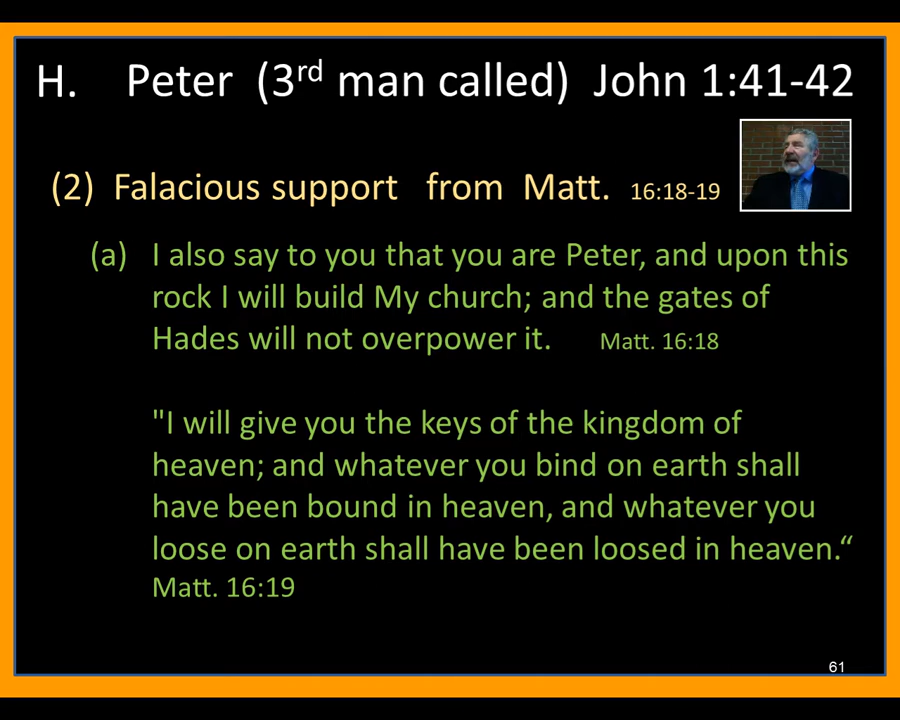 H. Peter (3rd man called) John 1:41-42
(2) Falacious support from Matt. 16:18-19
(a) I also say to you that you are Peter, and upon this
rock I will build My church; and the gates of
Hades will not overpower it. Matt. 16:18
"I will give you the keys of the kingdom of
heaven; and whatever you bind on earth shall
have been bound in heaven, and whatever you
loose on earth shall have been loosed in heaven.“
Matt. 16:19
61